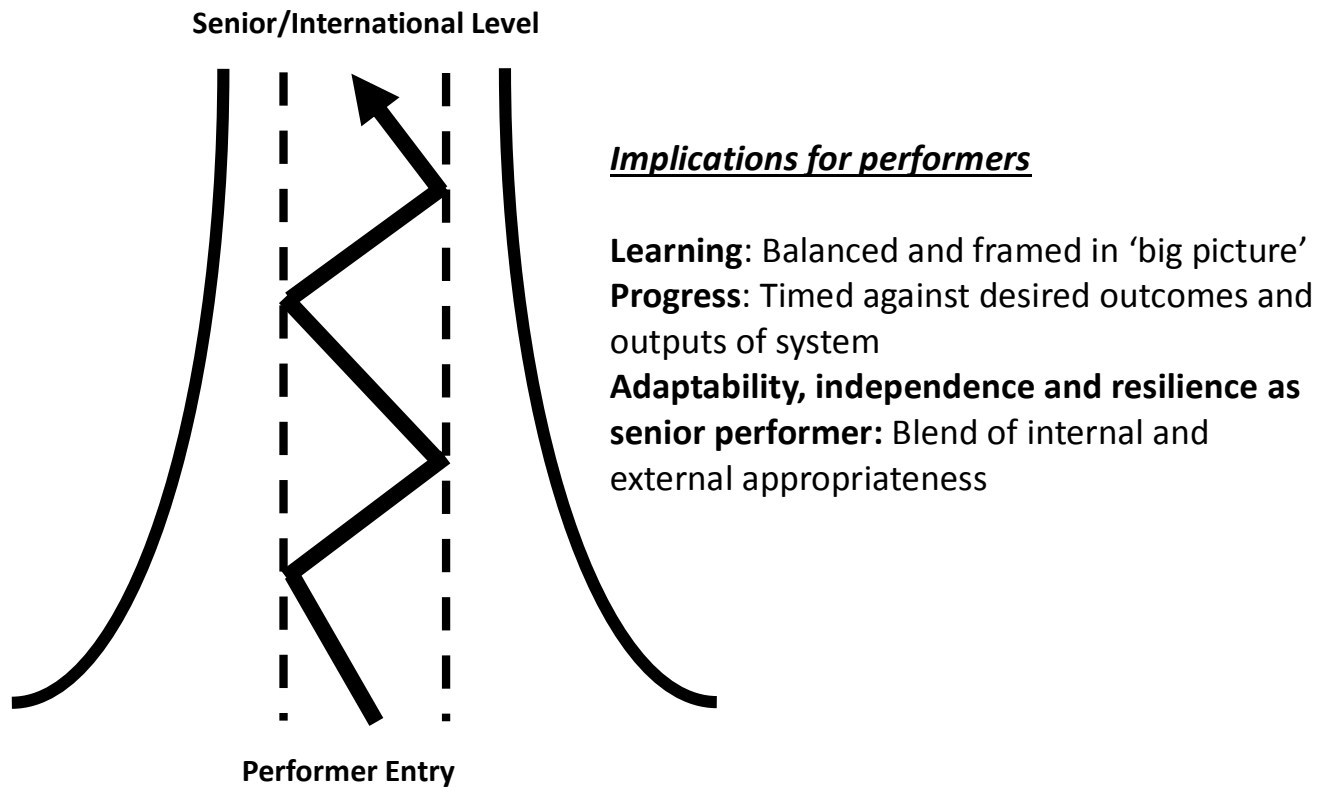 Senior/International Level
Implications for performers
Learning: Balanced and framed in ‘big picture’
Progress: Timed against desired outcomes and
outputs of system
Adaptability, independence and resilience as
senior performer: Blend of internal and
external appropriateness
Performer Entry